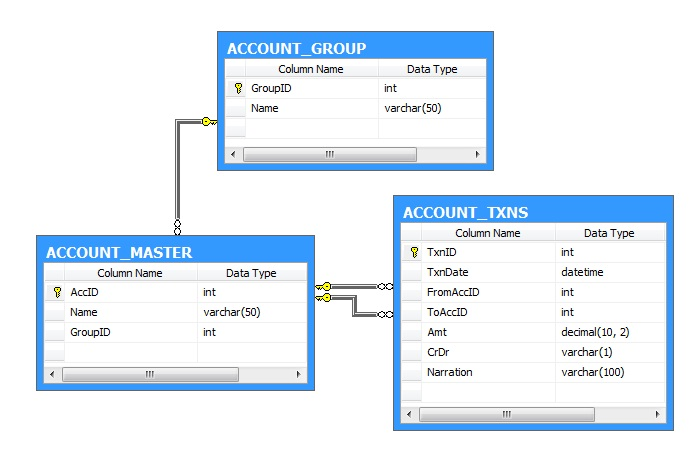 ACCOUNT_GROUP
Column Name Data Type
GroupID int
Name varchar(50)
ACCOUNT_MASTER
Column Name Data Type
AccID int
Name varchar(50)
GroupID int
ACCOUNT_TXNS
Column Name Data Type
TxnID int
TxnDate datetime
FromAccID int
ToAccID int
Amt decimal(10, 2)
CrDr varchar(1)
Narration varchar(100)